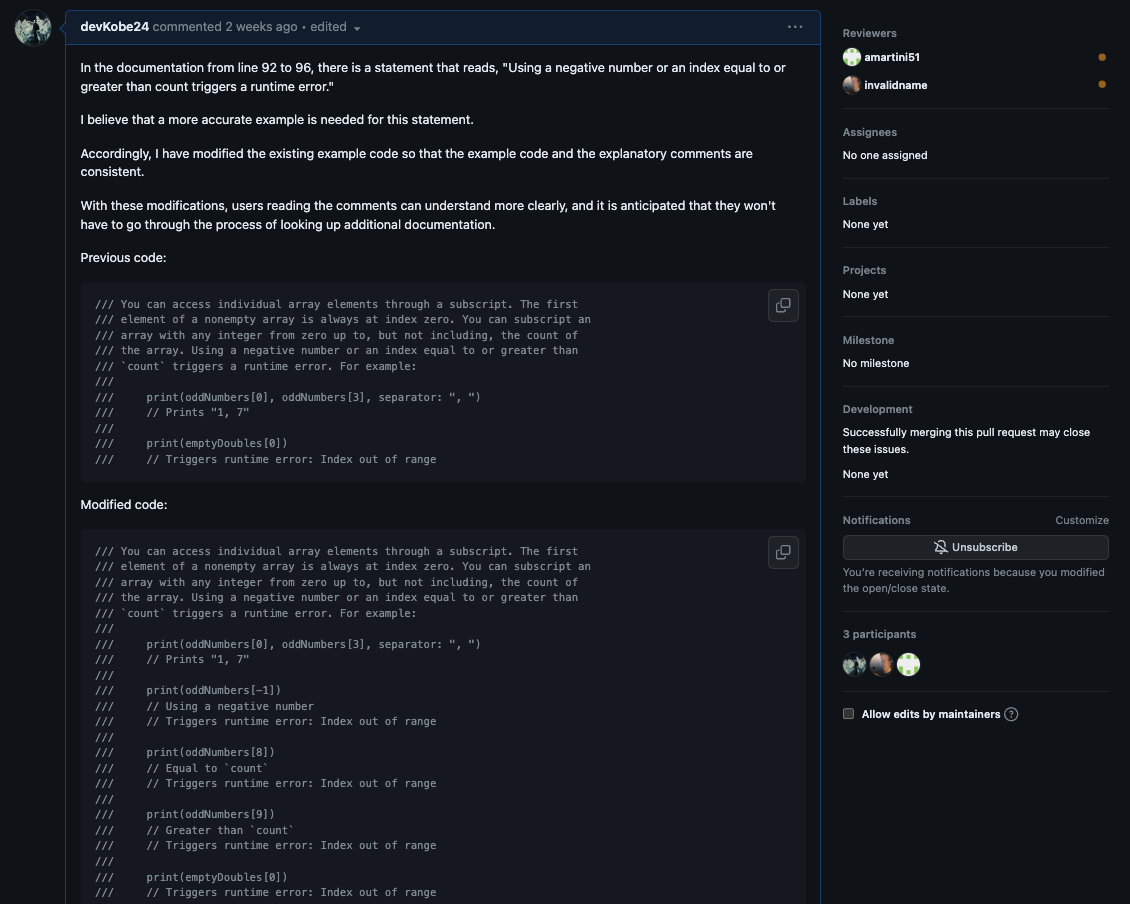 devKobe24 commented 2 weeks ago • edited
In the documentation from line 92 to 96, there is a statement that reads, "Using a negative number or an index equal to or
greater than count triggers a runtime error."
I believe that a more accurate example is needed for this statement.
Accordingly, I have modified the existing example code so that the example code and the explanatory comments are
consistent.
With these modifications, users reading the comments can understand more clearly, and it is anticipated that they won't
have to go through the process of looking up additional documentation.
Previous code:
/// You can access individual array elements through a subscript. The first
/// element of a nonempty array is always at index zero. You can subscript an
/// array with any integer from zero up to, but not including, the count of
/// the array. Using a negative number or an index equal to or greater than
/// `count` triggers a runtime error. For example:
///
///     print(oddNumbers[0], oddNumbers[3], separator: ", ")
///     // Prints "1, 7"
///
///     print(emptyDoubles[0])
///     // Triggers runtime error: Index out of range
Modified code:
/// You can access individual array elements through a subscript. The first
/// element of a nonempty array is always at index zero. You can subscript an
/// array with any integer from zero up to, but not including, the count of
/// the array. Using a negative number or an index equal to or greater than
/// `count` triggers a runtime error. For example:
///
///     print(oddNumbers[0], oddNumbers[3], separator: ", ")
///     // Prints "1, 7"
///
///     print(oddNumbers[-1])
///     // Using a negative number
///     // Triggers runtime error: Index out of range
///
///     print(oddNumbers[8])
///     // Equal to `count`
///     // Triggers runtime error: Index out of range
///
///     print(oddNumbers[9])
///     // Greater than `count`
///     // Triggers runtime error: Index out of range
///
///     print(emptyDoubles[0])
///     // Triggers runtime error: Index out of range
Reviewers
amartini51
invalidname
Assignees
No one assigned
Labels
None yet
Projects
None yet
Milestone
No milestone
Development
Successfully merging this pull request may close
these issues.
None yet
Notifications Customize
Unsubscribe
You're receiving notifications because you modified
the open/close state.
3 participants
Allow edits by maintainers ?